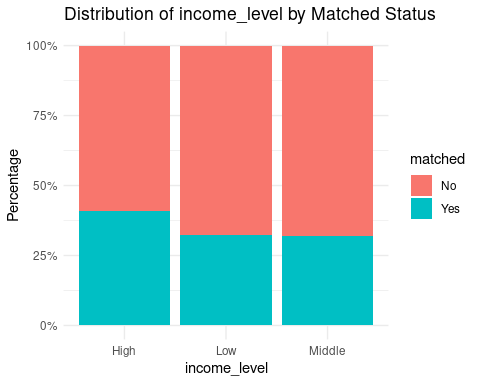 Distribution of income_level by Matched Status
100%
75%
50%
25%
0%
Percentage
High
Low
Middle
income_level
matched
No
Yes